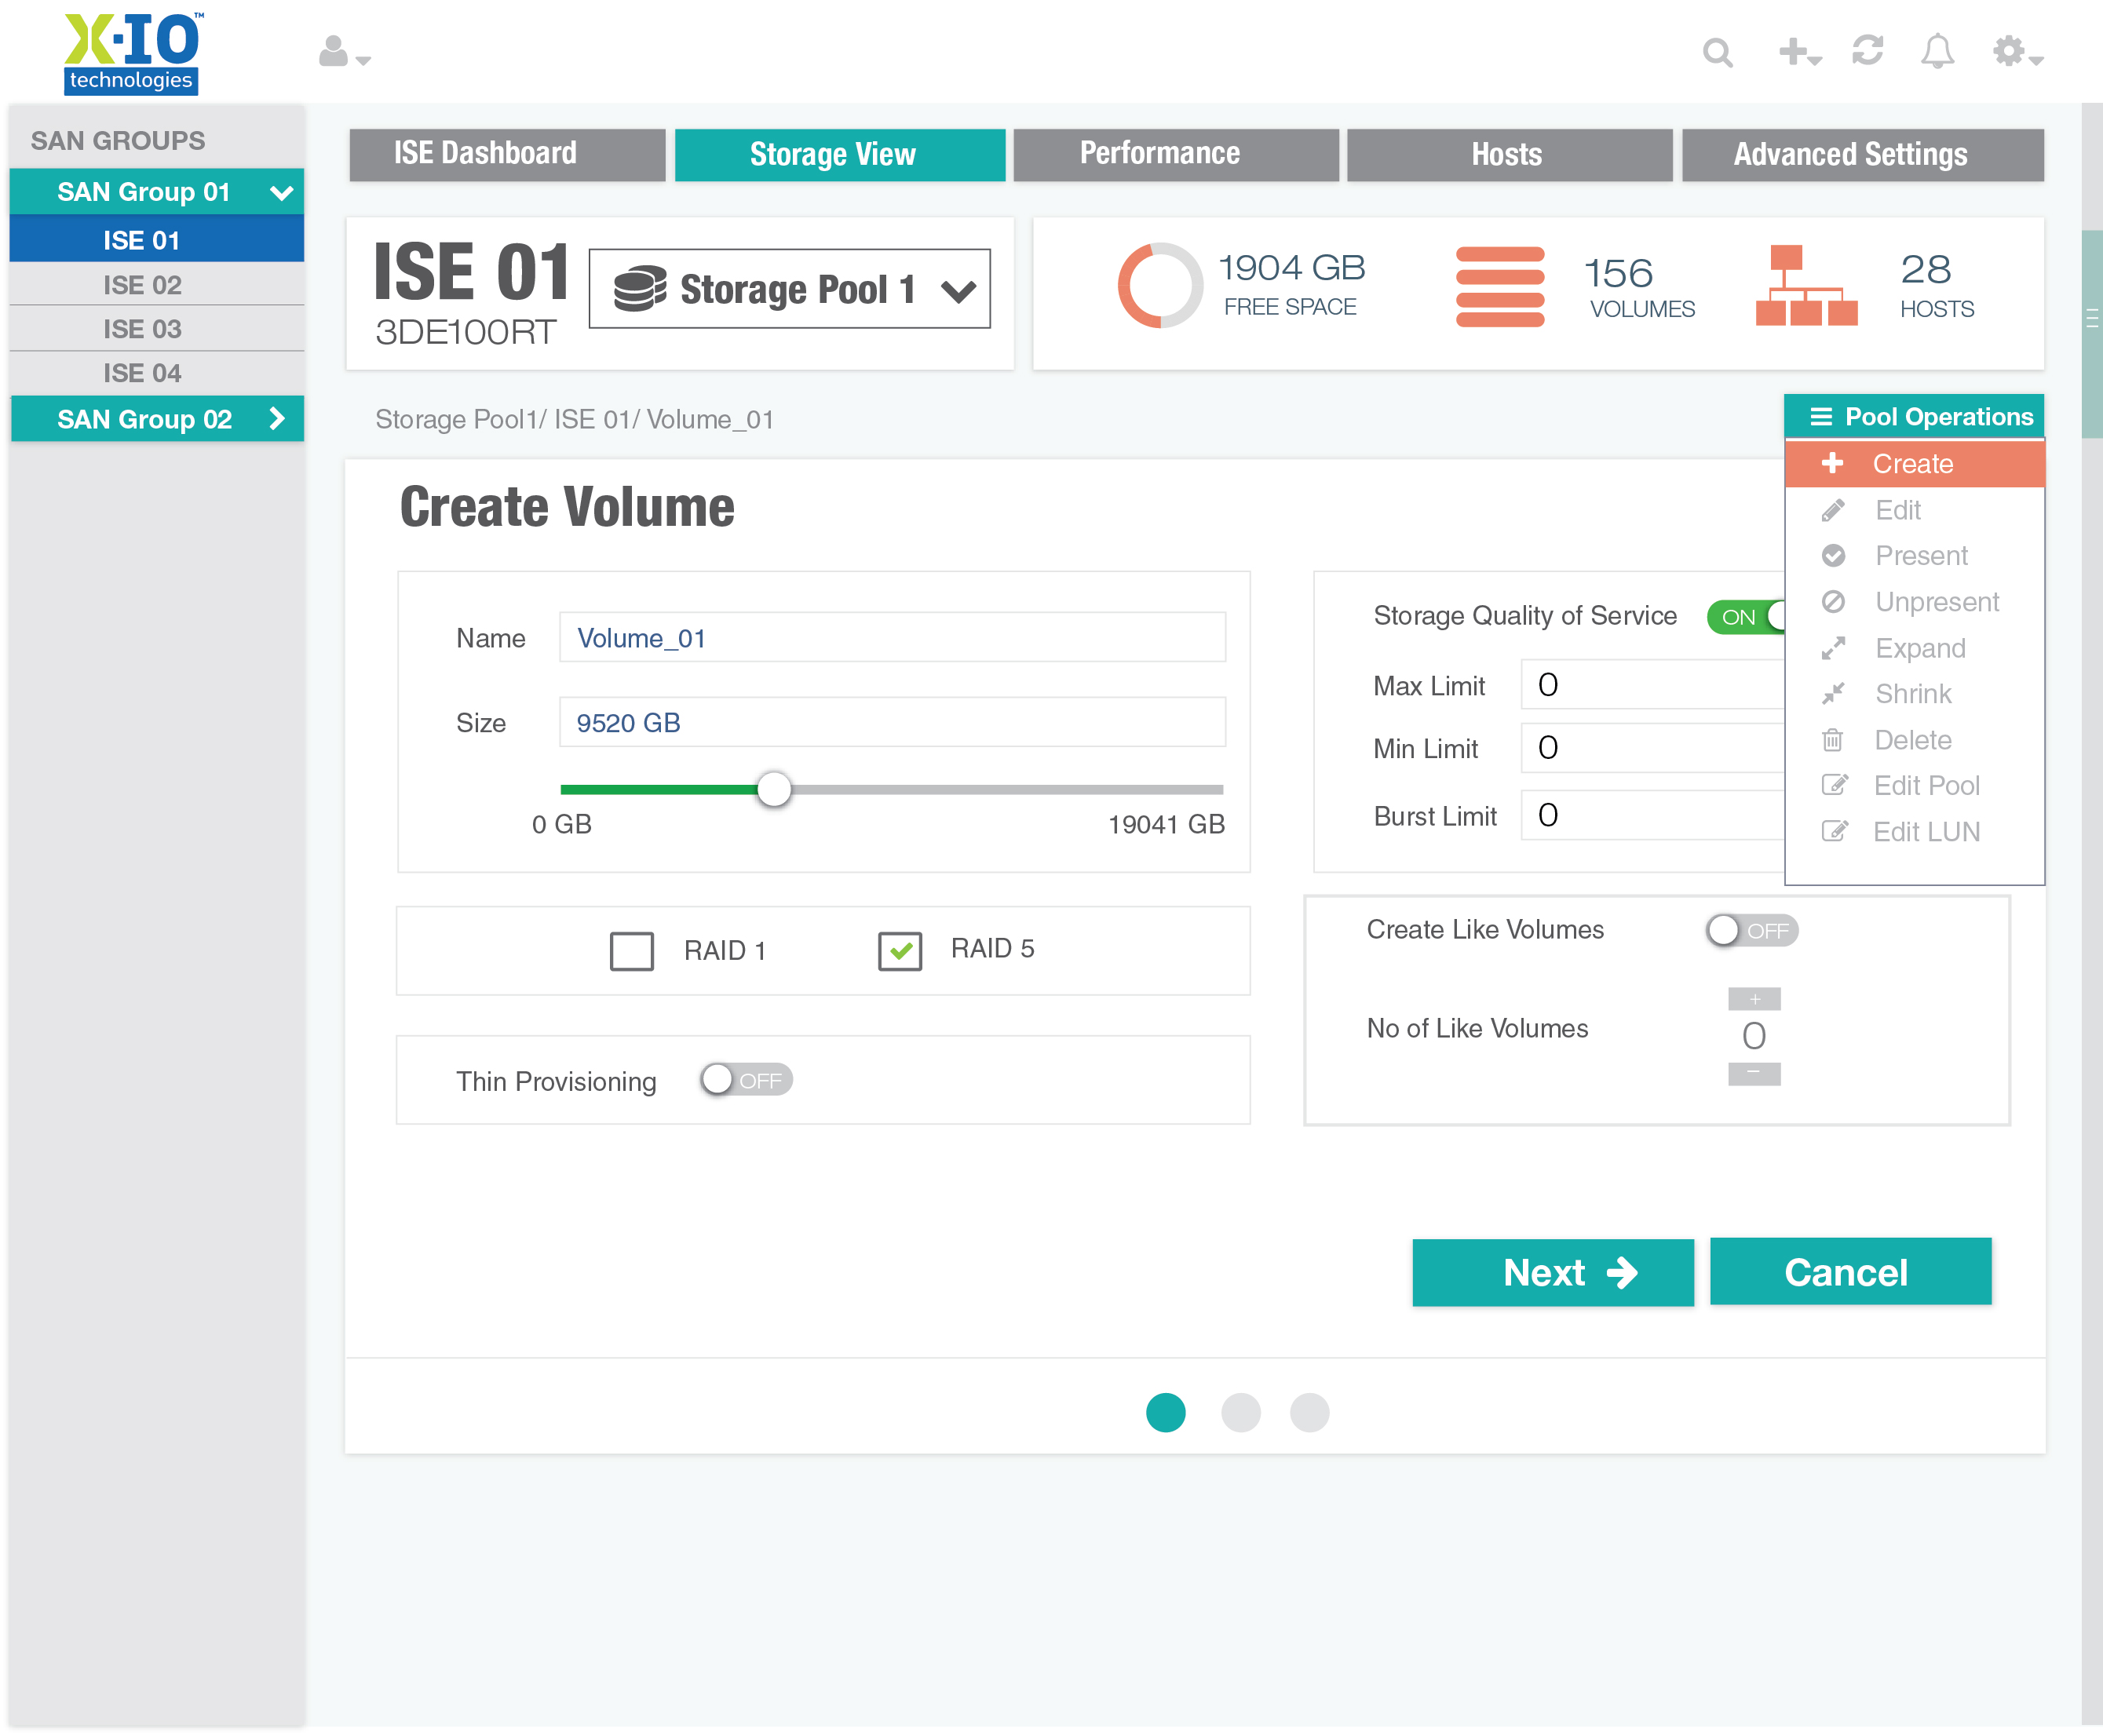 X-IO™
technologies
SAN GROUPS
SAN Group 01
ISE 01
ISE 02
ISE 03
ISE 04
SAN Group 02
ISE Dashboard
Storage View
Performance
Hosts
Advanced Settings
ISE 01
3DE100RT
Storage Pool 1
1904 GB
FREE SPACE
156
VOLUMES
28
HOSTS
Storage Pool1/ ISE 01/ Volume_01
Pool Operations
Create
Edit
Present
Unpresent
Expand
Shrink
Delete
Edit Pool
Edit LUN
Create Volume
Name
Volume_01
Size
9520 GB
0 GB
19041 GB
Storage Quality of Service
ON
Max Limit
0
Min Limit
0
Burst Limit
0
RAID 1
RAID 5
Thin Provisioning
OFF
Create Like Volumes
OFF
No of Like Volumes
+
0
−
Next
Cancel